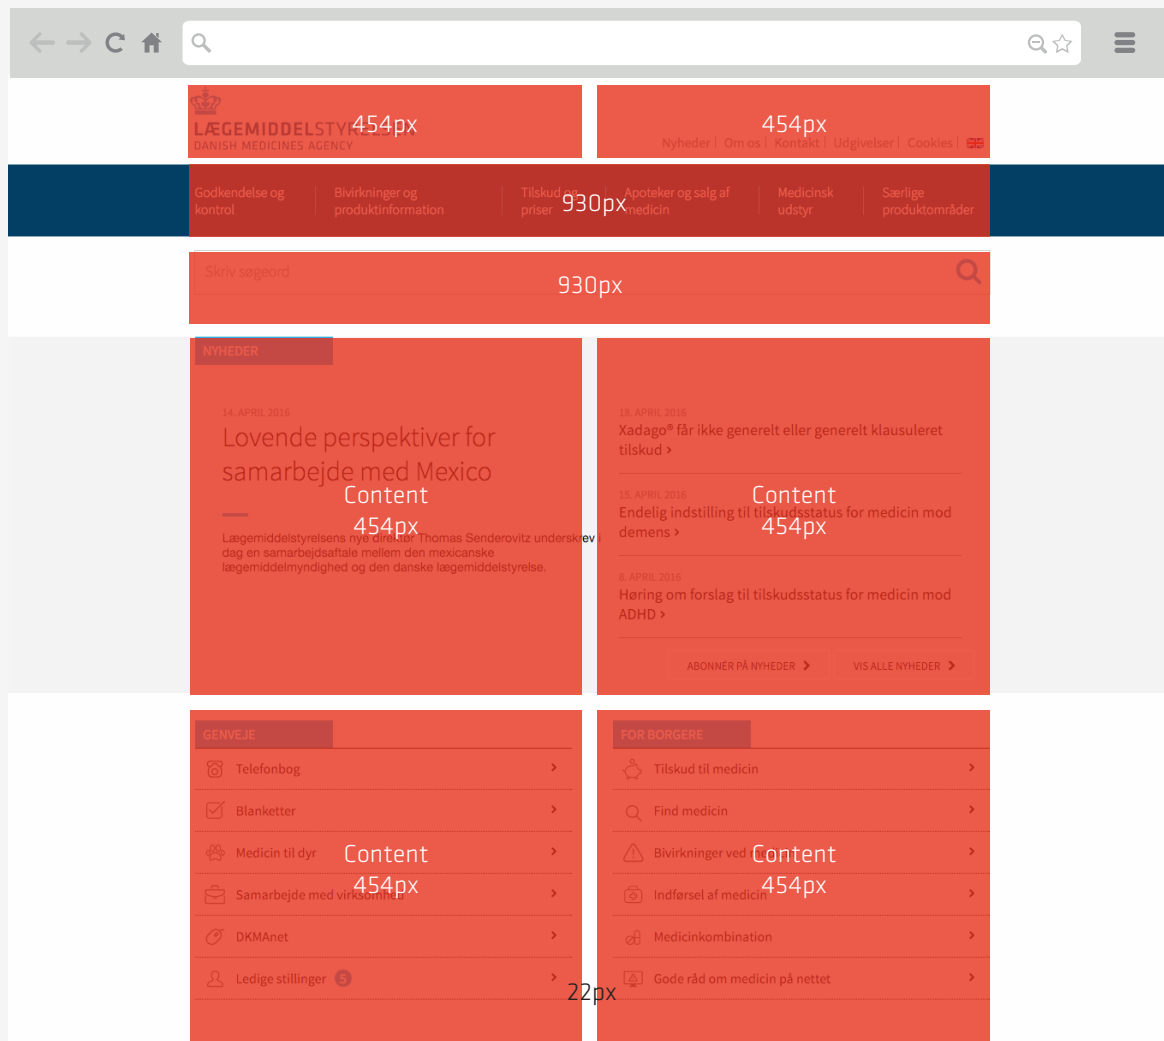 LÆGEMIDDELSTYRELSEN
DANISH MEDICINES AGENCY
454px
454px
Nyheder | Om os | Kontakt | Udgivelser | Cookies |
Godkendelse og
kontrol
Bivirkninger og
produktinformation
Tilskud og
priser
930px
Apoteker og salg af
medicin
Medicinsk
udstyr
Særlige
produktområder
Skriv søgeord
930px
NYHEDER
14. APRIL 2016
Lovende perspektiver for
samarbejde med Mexico
Content
454px
Lægemiddelstyrelsens nye direktør Thomas Senderovitz underskrev i
dag en samarbejdsaftale mellem den mexicanske
lægemiddelmyndighed og den danske lægemiddelstyrelse.
18. APRIL 2016
Xadago® får ikke generelt eller generelt klausuleret
tilskud ›
15. APRIL 2016
Content
Endelig indstilling til tilskudsstatus for medicin mod
454px
demens ›
8. APRIL 2016
Høring om forslag til tilskudsstatus for medicin mod
ADHD ›
ABONNÉR PÅ NYHEDER ›
VIS ALLE NYHEDER ›
GENVEJE
Telefonbog ›
Blanketter ›
Medicin til dyr ›
Content
454px
Samarbejde med virksomhed ›
DKMAnet ›
Ledige stillinger 5 ›
22px
FOR BORGERE
Tilskud til medicin ›
Find medicin ›
Bivirkninger ved medicin ›
Content
454px
Indførsel af medicin ›
Medicinkombination ›
Gode råd om medicin på nettet ›